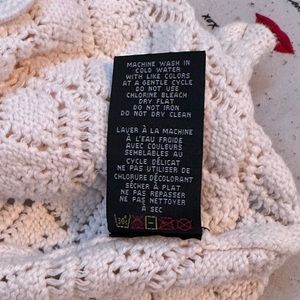 MACHINE WASH IN
COLD WATER
WITH LIKE COLORS
AT A GENTLE CYCLE
DO NOT USE
CHLORINE BLEACH
DRY FLAT
DO NOT IRON
DO NOT DRY CLEAN
LAVER À LA MACHINE
À L'EAU FROIDE
AVEC COULEURS
SEMBLABLES AU
CYCLE DÉLICAT
NE PAS UTILISER DE
CHLORURE DÉCOLORANT
SÉCHER À PLAT
NE PAS REPASSER
NE PAS NETTOYER
À SEC
30°